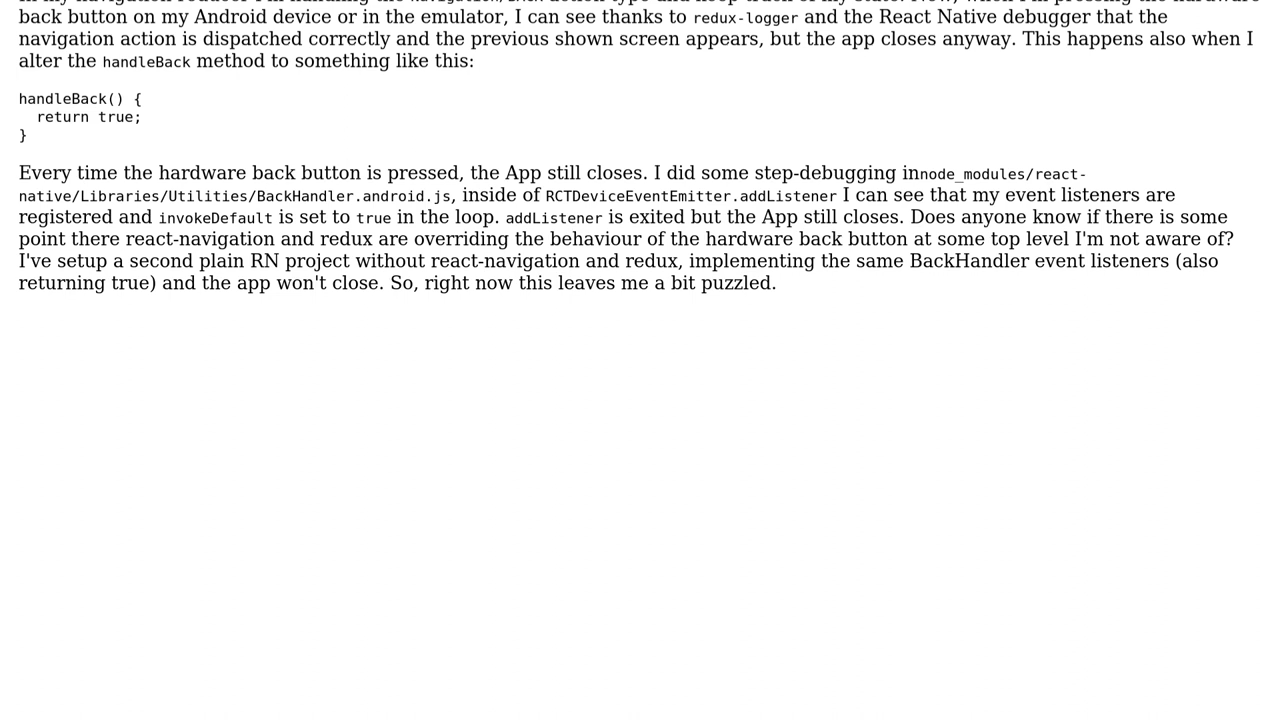 back button on my Android device or in the emulator, I can see thanks to redux-logger and the React Native debugger that the
navigation action is dispatched correctly and the previous shown screen appears, but the app closes anyway. This happens also when I
alter the handleBack method to something like this:
handleBack() {
  return true;
}
Every time the hardware back button is pressed, the App still closes. I did some step-debugging innode_modules/react-
native/Libraries/Utilities/BackHandler.android.js, inside of RCTDeviceEventEmitter.addListener I can see that my event listeners are
registered and invokeDefault is set to true in the loop. addListener is exited but the App still closes. Does anyone know if there is some
point there react-navigation and redux are overriding the behaviour of the hardware back button at some top level I'm not aware of?
I've setup a second plain RN project without react-navigation and redux, implementing the same BackHandler event listeners (also
returning true) and the app won't close. So, right now this leaves me a bit puzzled.